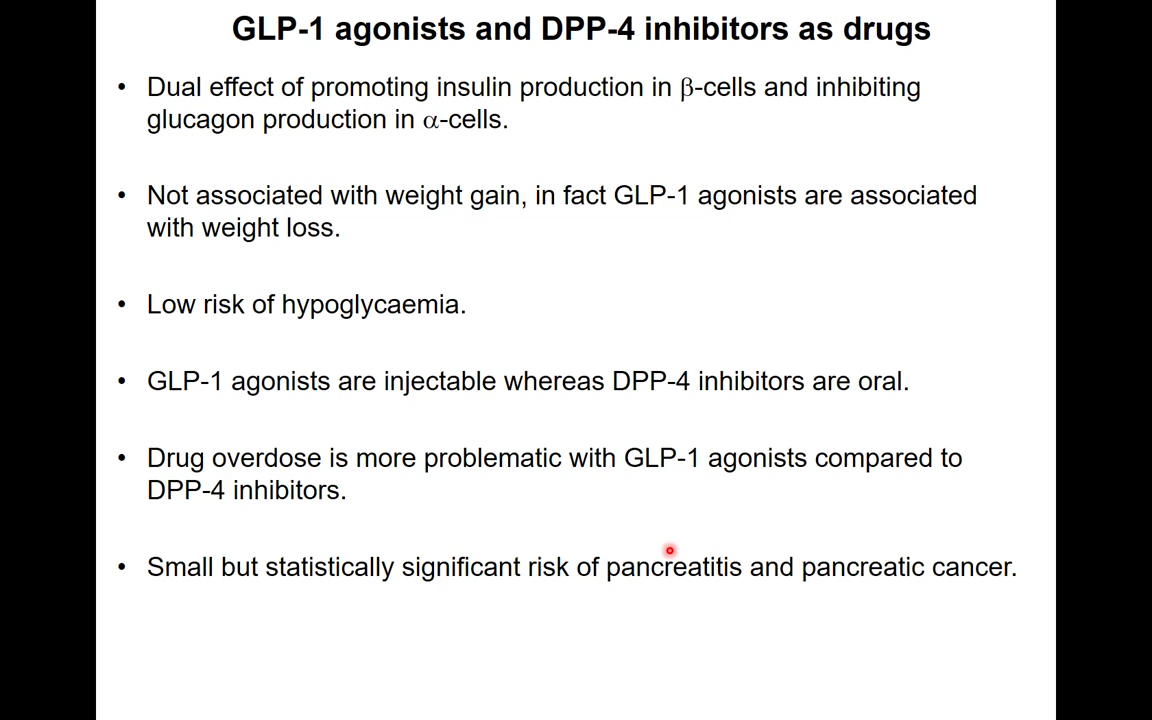 GLP-1 agonists and DPP-4 inhibitors as drugs
• Dual effect of promoting insulin production in β-cells and inhibiting
glucagon production in α-cells.
• Not associated with weight gain, in fact GLP-1 agonists are associated
with weight loss.
• Low risk of hypoglycaemia.
• GLP-1 agonists are injectable whereas DPP-4 inhibitors are oral.
• Drug overdose is more problematic with GLP-1 agonists compared to
DPP-4 inhibitors.
• Small but statistically significant risk of pancreatitis and pancreatic cancer.